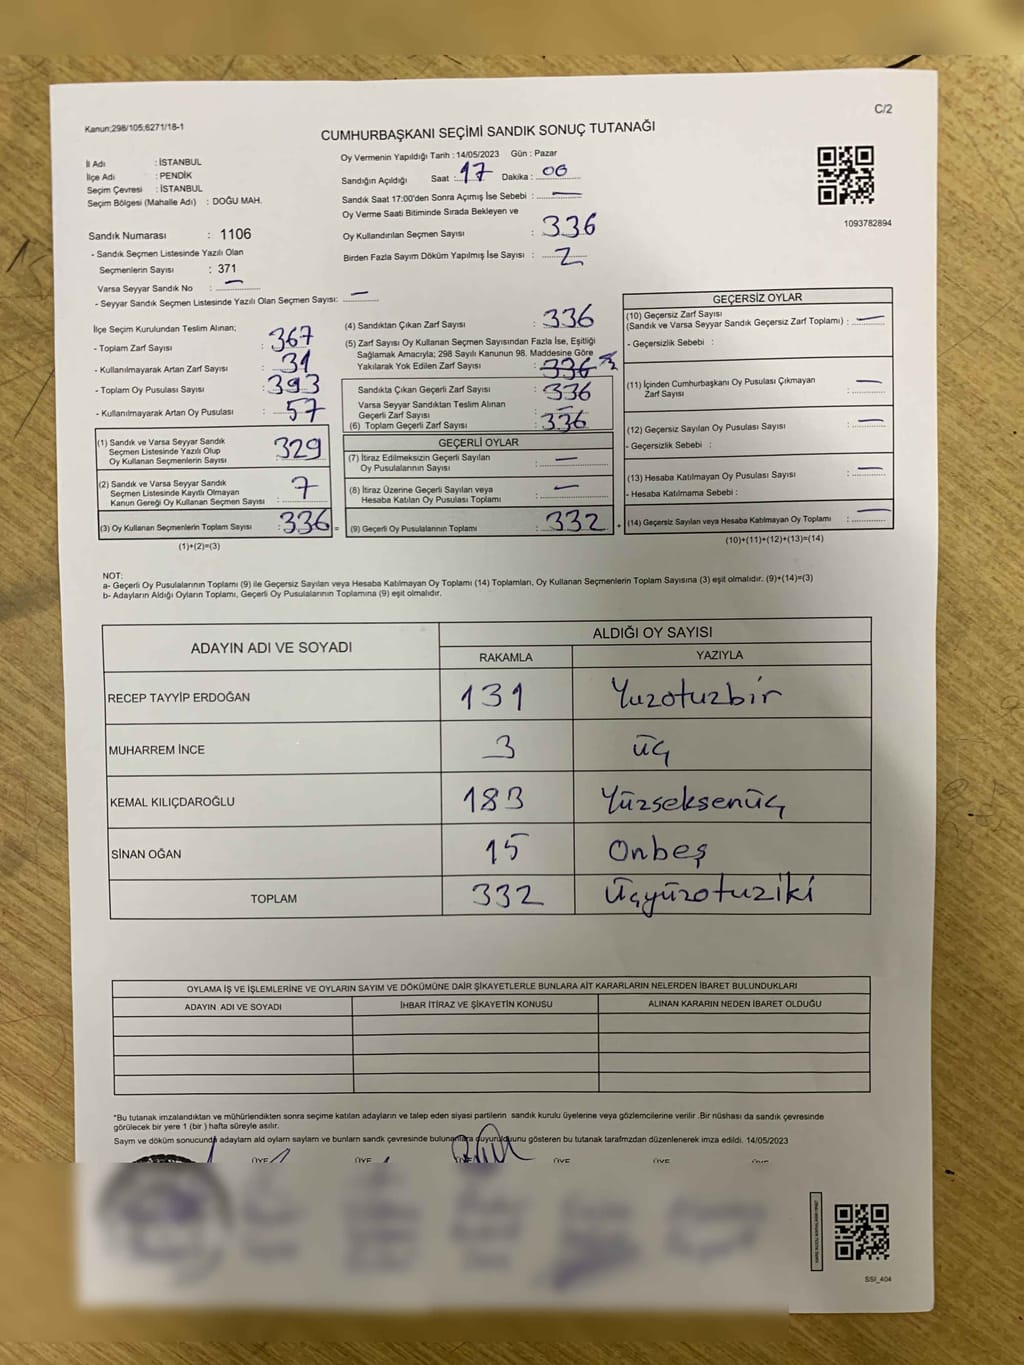 C/2
Kanun;298/105;6271/18-1
CUMHURBAŞKANI SEÇİMİ SANDIK SONUÇ TUTANAĞI
İl Adı : İSTANBUL
İlçe Adı : PENDİK
Seçim Çevresi : İSTANBUL
Seçim Bölgesi (Mahalle Adı) : DOĞU MAH.
Sandık Numarası : 1106
- Sandık Seçmen Listesinde Yazılı Olan
Seçmenlerin Sayısı : 371
Varsa Seyyar Sandık No : —
- Seyyar Sandık Seçmen Listesinde Yazılı Olan Seçmen Sayısı: —
Oy Vermenin Yapıldığı Tarih : 14/05/2023 Gün : Pazar
Sandığın Açıldığı Saat : 17 Dakika : 00
Sandık Saat 17:00'den Sonra Açımış İse Sebebi : —
Oy Verme Saati Bitiminde Sırada Bekleyen ve
Oy Kullandırılan Seçmen Sayısı : 336
Birden Fazla Sayım Döküm Yapılmış İse Sayısı : 2
1093782894
İlçe Seçim Kurulundan Teslim Alınan;
- Toplam Zarf Sayısı : 367
- Kullanılmayarak Artan Zarf Sayısı : 31
- Toplam Oy Pusulası Sayısı : 393
- Kullanılmayarak Artan Oy Pusulası : 57
(1) Sandık ve Varsa Seyyar Sandık
Seçmen Listesinde Yazılı Olup
Oy Kullanan Seçmenlerin Sayısı : 329
(2) Sandık ve Varsa Seyyar Sandık
Seçmen Listesinde Kayıtlı Olmayan
Kanun Gereği Oy Kullanan Seçmen Sayısı : 7
(3) Oy Kullanan Seçmenlerin Toplam Sayısı : 336 =
(1)+(2)=(3)
(4) Sandıktan Çıkan Zarf Sayısı : 336
(5) Zarf Sayısı Oy Kullanan Seçmen Sayısından Fazla İse, Eşitliği
Sağlamak Amacıyla; 298 Sayılı Kanunun 98. Maddesine Göre
Yakılarak Yok Edilen Zarf Sayısı : 336
Sandıkta Çıkan Geçerli Zarf Sayısı : 336
Varsa Seyyar Sandıktan Teslim Alınan
Geçerli Zarf Sayısı : —
(6) Toplam Geçerli Zarf Sayısı : 336
GEÇERLİ OYLAR
(7) İtiraz Edilmeksizin Geçerli Sayılan
Oy Pusulalarının Sayısı : —
(8) İtiraz Üzerine Geçerli Sayılan veya
Hesaba Katılan Oy Pusulası Toplamı : —
(9) Geçerli Oy Pusulalarının Toplamı : 332 +
GEÇERSİZ OYLAR
(10) Geçersiz Zarf Sayısı
(Sandık ve Varsa Seyyar Sandık Geçersiz Zarf Toplamı) : —
- Geçersizlik Sebebi :
(11) İçinden Cumhurbaşkanı Oy Pusulası Çıkmayan
Zarf Sayısı : —
(12) Geçersiz Sayılan Oy Pusulası Sayısı : —
- Geçersizlik Sebebi :
(13) Hesaba Katılmayan Oy Pusulası Sayısı : —
- Hesaba Katılmama Sebebi :
(14) Geçersiz Sayılan veya Hesaba Katılmayan Oy Toplamı : —
(10)+(11)+(12)+(13)=(14)
NOT:
a- Geçerli Oy Pusulalarının Toplamı (9) ile Geçersiz Sayılan veya Hesaba Katılmayan Oy Toplamı (14) Toplamları, Oy Kullanan Seçmenlerin Toplam Sayısına (3) eşit olmalıdır. (9)+(14)=(3)
b- Adayların Aldığı Oyların Toplamı, Geçerli Oy Pusulalarının Toplamına (9) eşit olmalıdır.
ADAYIN ADI VE SOYADI ALDIĞI OY SAYISI
RAKAMLA YAZIYLA
RECEP TAYYİP ERDOĞAN 131 Yuzotuzbir
MUHARREM İNCE 3 üç
KEMAL KILIÇDAROĞLU 183 Yüzseksenüç
SİNAN OĞAN 15 Onbeş
TOPLAM 332 Üçyüzotuziki
OYLAMA İŞ VE İŞLEMLERİNE VE OYLARIN SAYIM VE DÖKÜMÜNE DAİR ŞİKAYETLERLE BUNLARA AİT KARARLARIN NELERDEN İBARET BULUNDUKLARI
ADAYIN ADI VE SOYADI İHBAR İTİRAZ VE ŞİKAYETİN KONUSU ALINAN KARARIN NEDEN İBARET OLDUĞU
*Bu tutanak imzalandıktan ve mühürlendikten sonra seçime katılan adayların ve talep eden siyasi partilerin sandık kurulu üyelerine veya gözlemcilerine verilir .Bir nüshası da sandık çevresinde
görülecek bir yere 1 (bir ) hafta süreyle asılır.
Sayım ve döküm sonucunda adayların ald oyların sayların ve bunların sandk çevresinde bulunanlara duyurulduunu gösteren bu tutanak tarafmzdan düzenlenerek imza edildi. 14/05/2023
ÜYE ÜYE ÜYE ÜYE ÜYE ÜYE
SSI_404